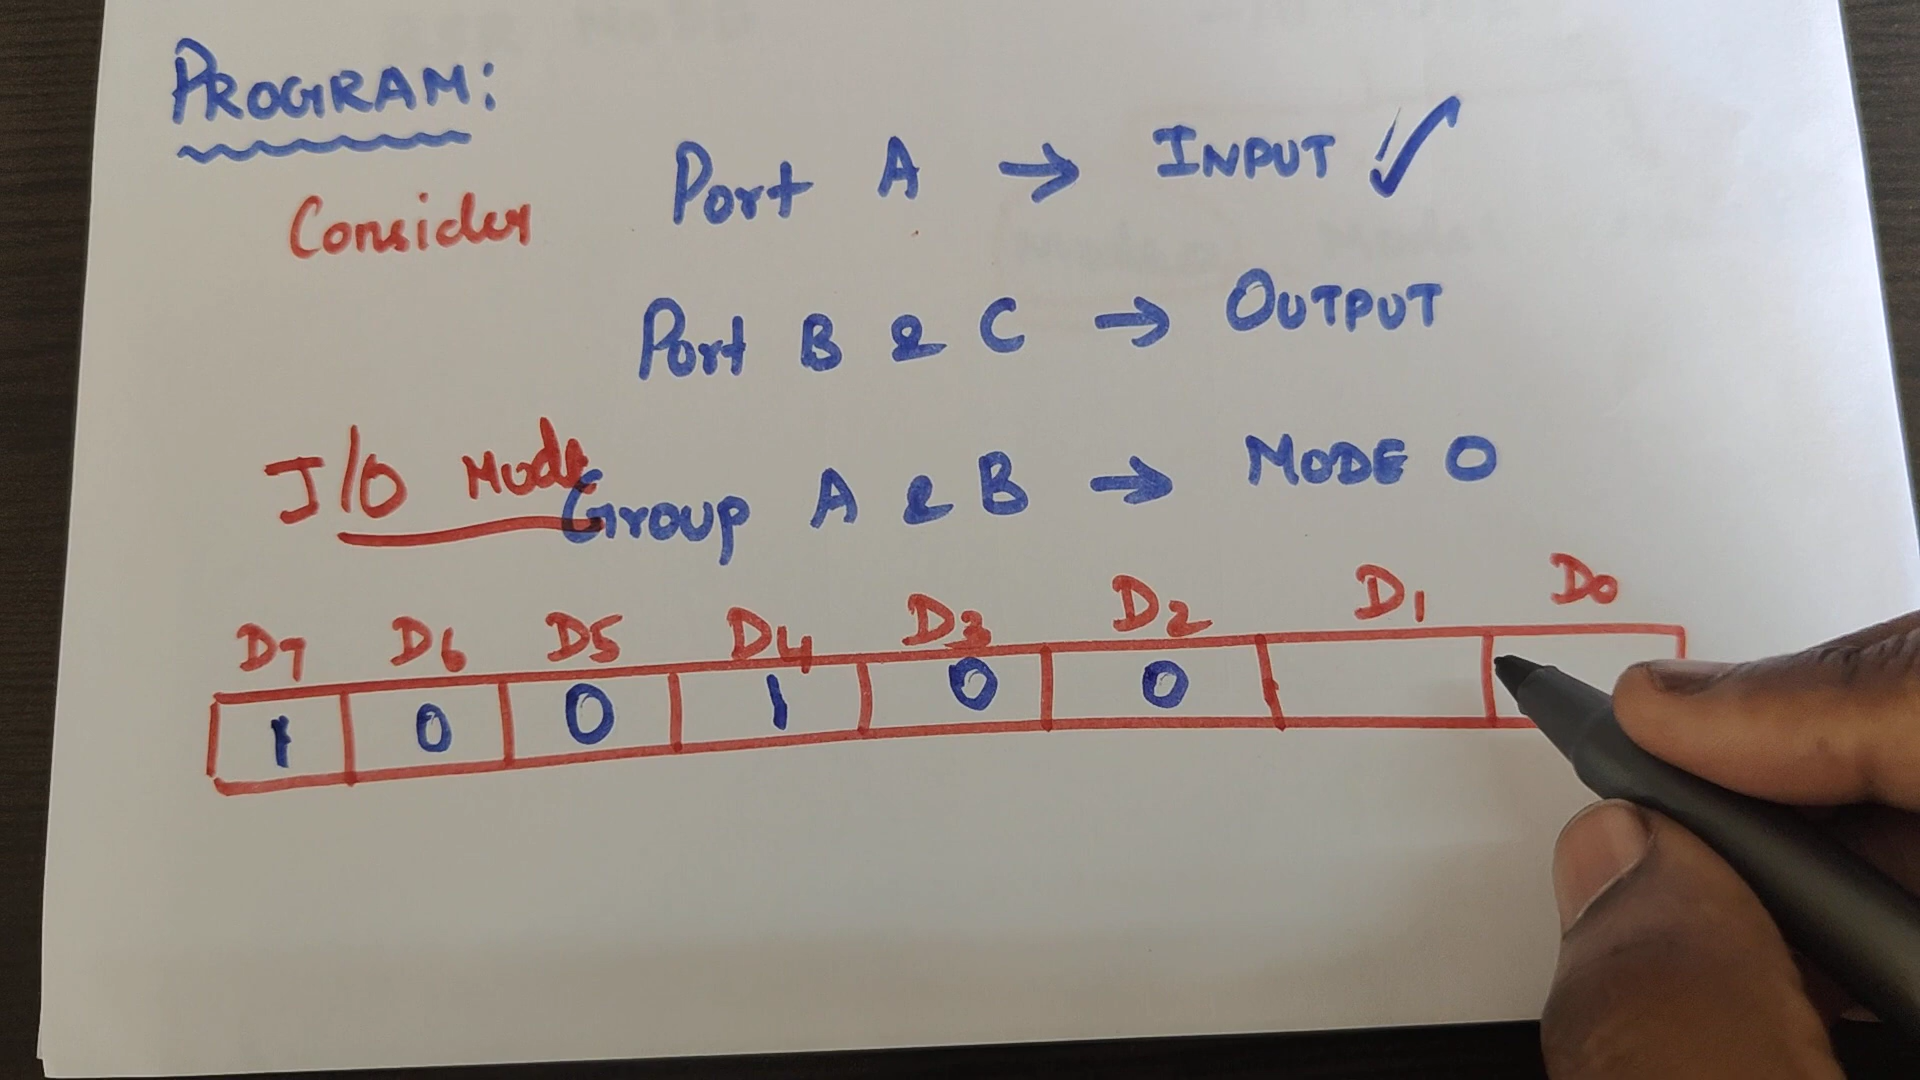 PROGRAM:
Consider Port A → INPUT ✓
Port B & C → OUTPUT
I/O Mode Group A & B → MODE 0
D7 D6 D5 D4 D3 D2 D1 D0
1 0 0 1 0 0